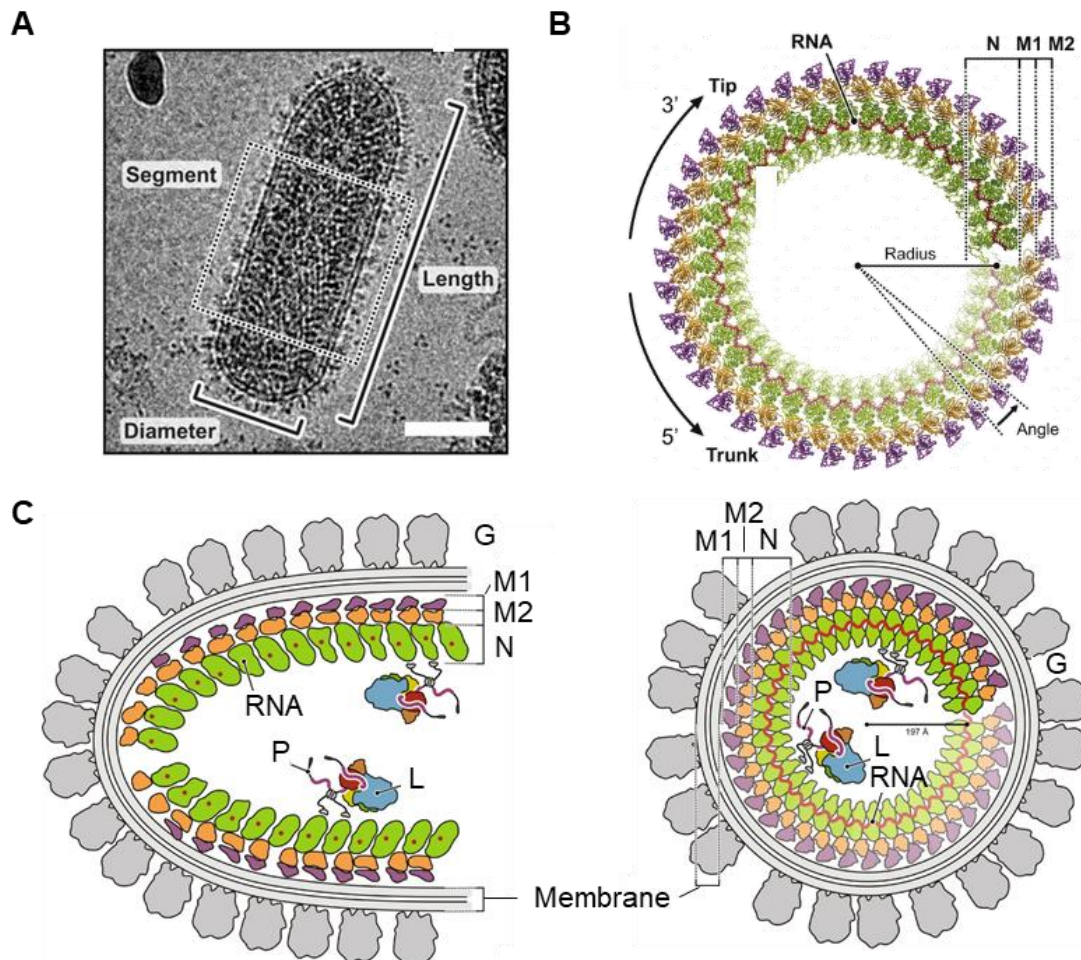 A
Segment
Length
Diameter
B
RNA
N M1 M2
3’
Tip
Radius
Angle
5’
Trunk
C
G
M1
M2
N
RNA
P
L
Membrane
M2
M1 N
G
P
197 Å
L
RNA